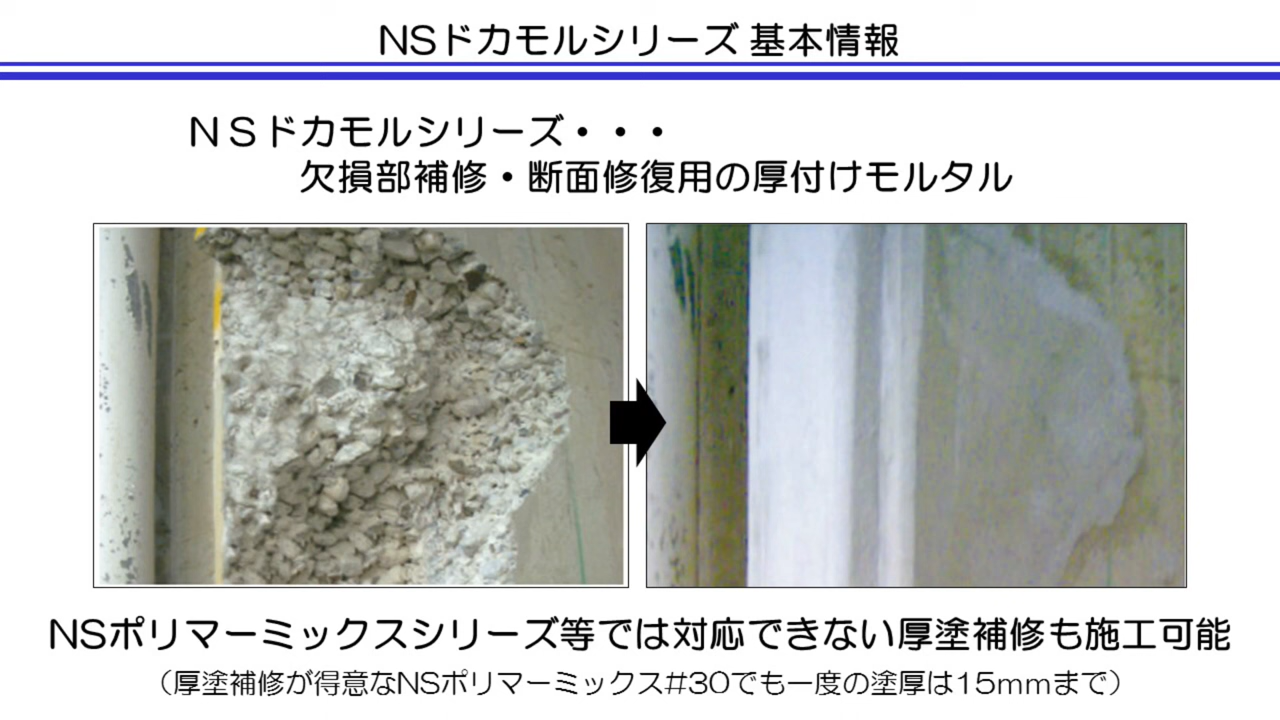 NSドカモルシリーズ 基本情報
ＮＳドカモルシリーズ・・・
欠損部補修・断面修復用の厚付けモルタル
NSポリマーミックスシリーズ等では対応できない厚塗補修も施工可能
（厚塗補修が得意なNSポリマーミックス#30でも一度の塗厚は15mmまで）